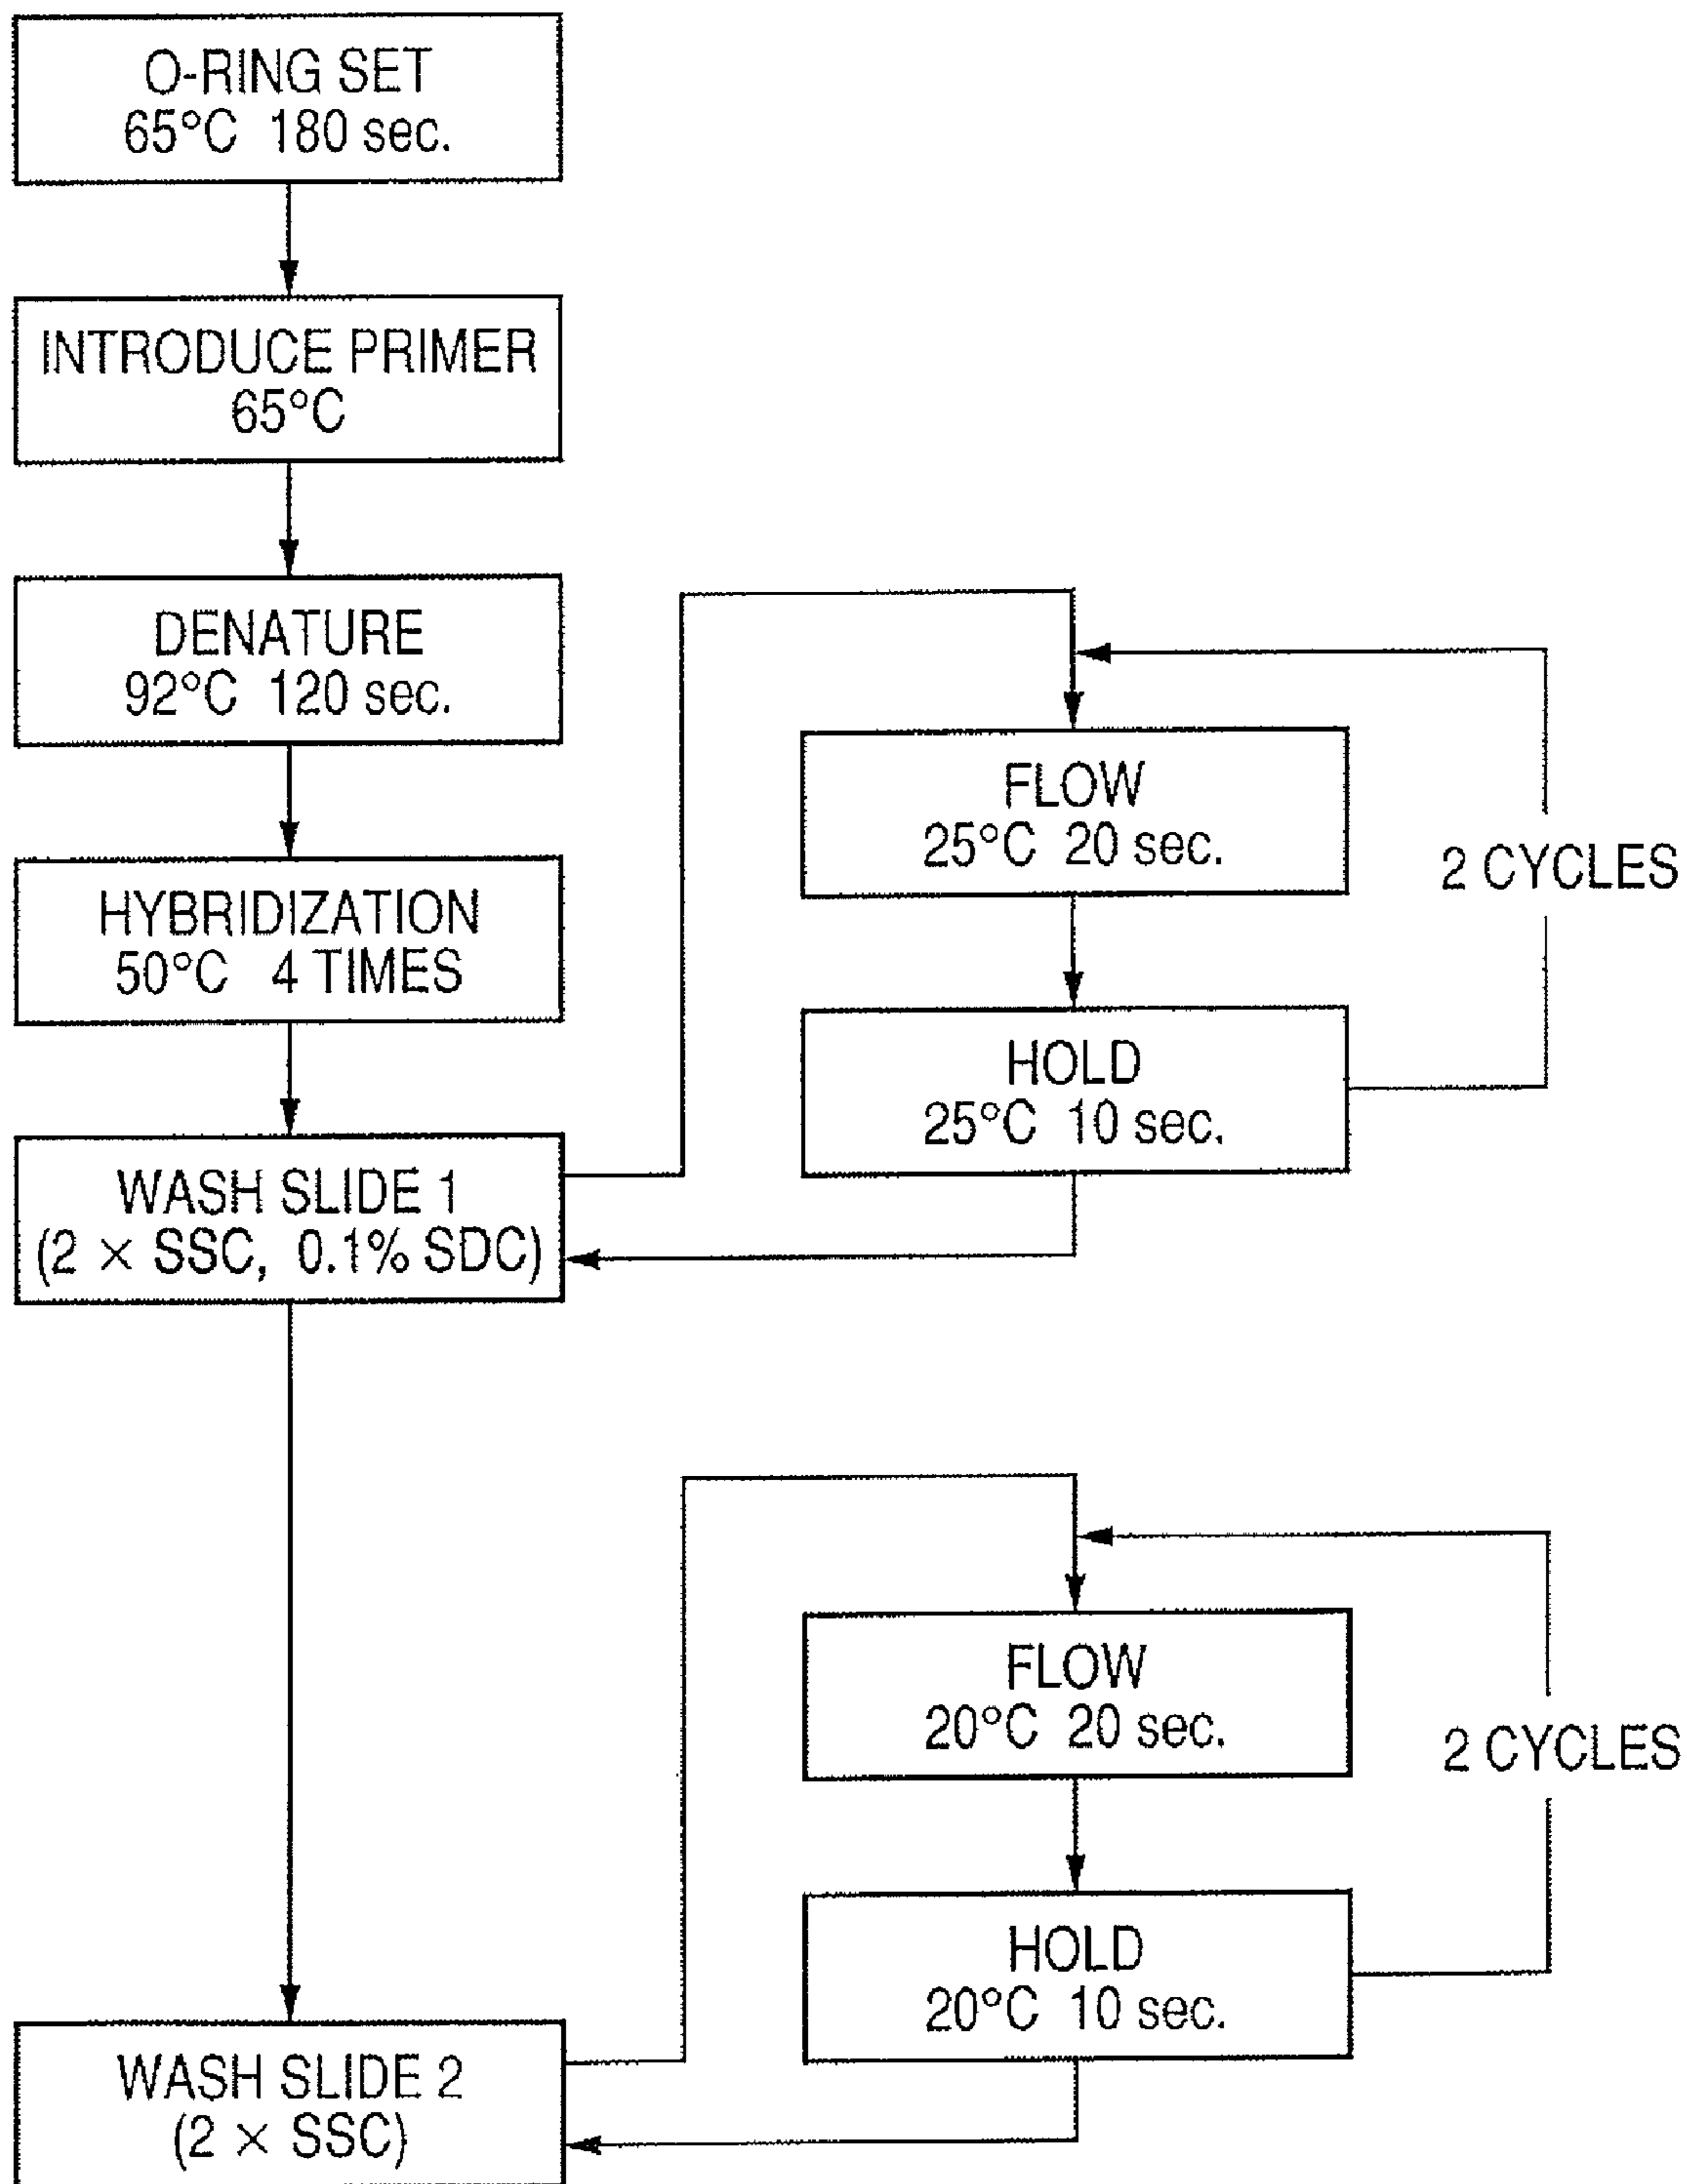 O-RING SET
65°C 180 sec.
INTRODUCE PRIMER
65°C
DENATURE
92°C 120 sec.
HYBRIDIZATION
50°C 4 TIMES
WASH SLIDE 1
(2 × SSC, 0.1% SDC)
FLOW
25°C 20 sec.
HOLD
25°C 10 sec.
2 CYCLES
WASH SLIDE 2
(2 × SSC)
FLOW
20°C 20 sec.
HOLD
20°C 10 sec.
2 CYCLES